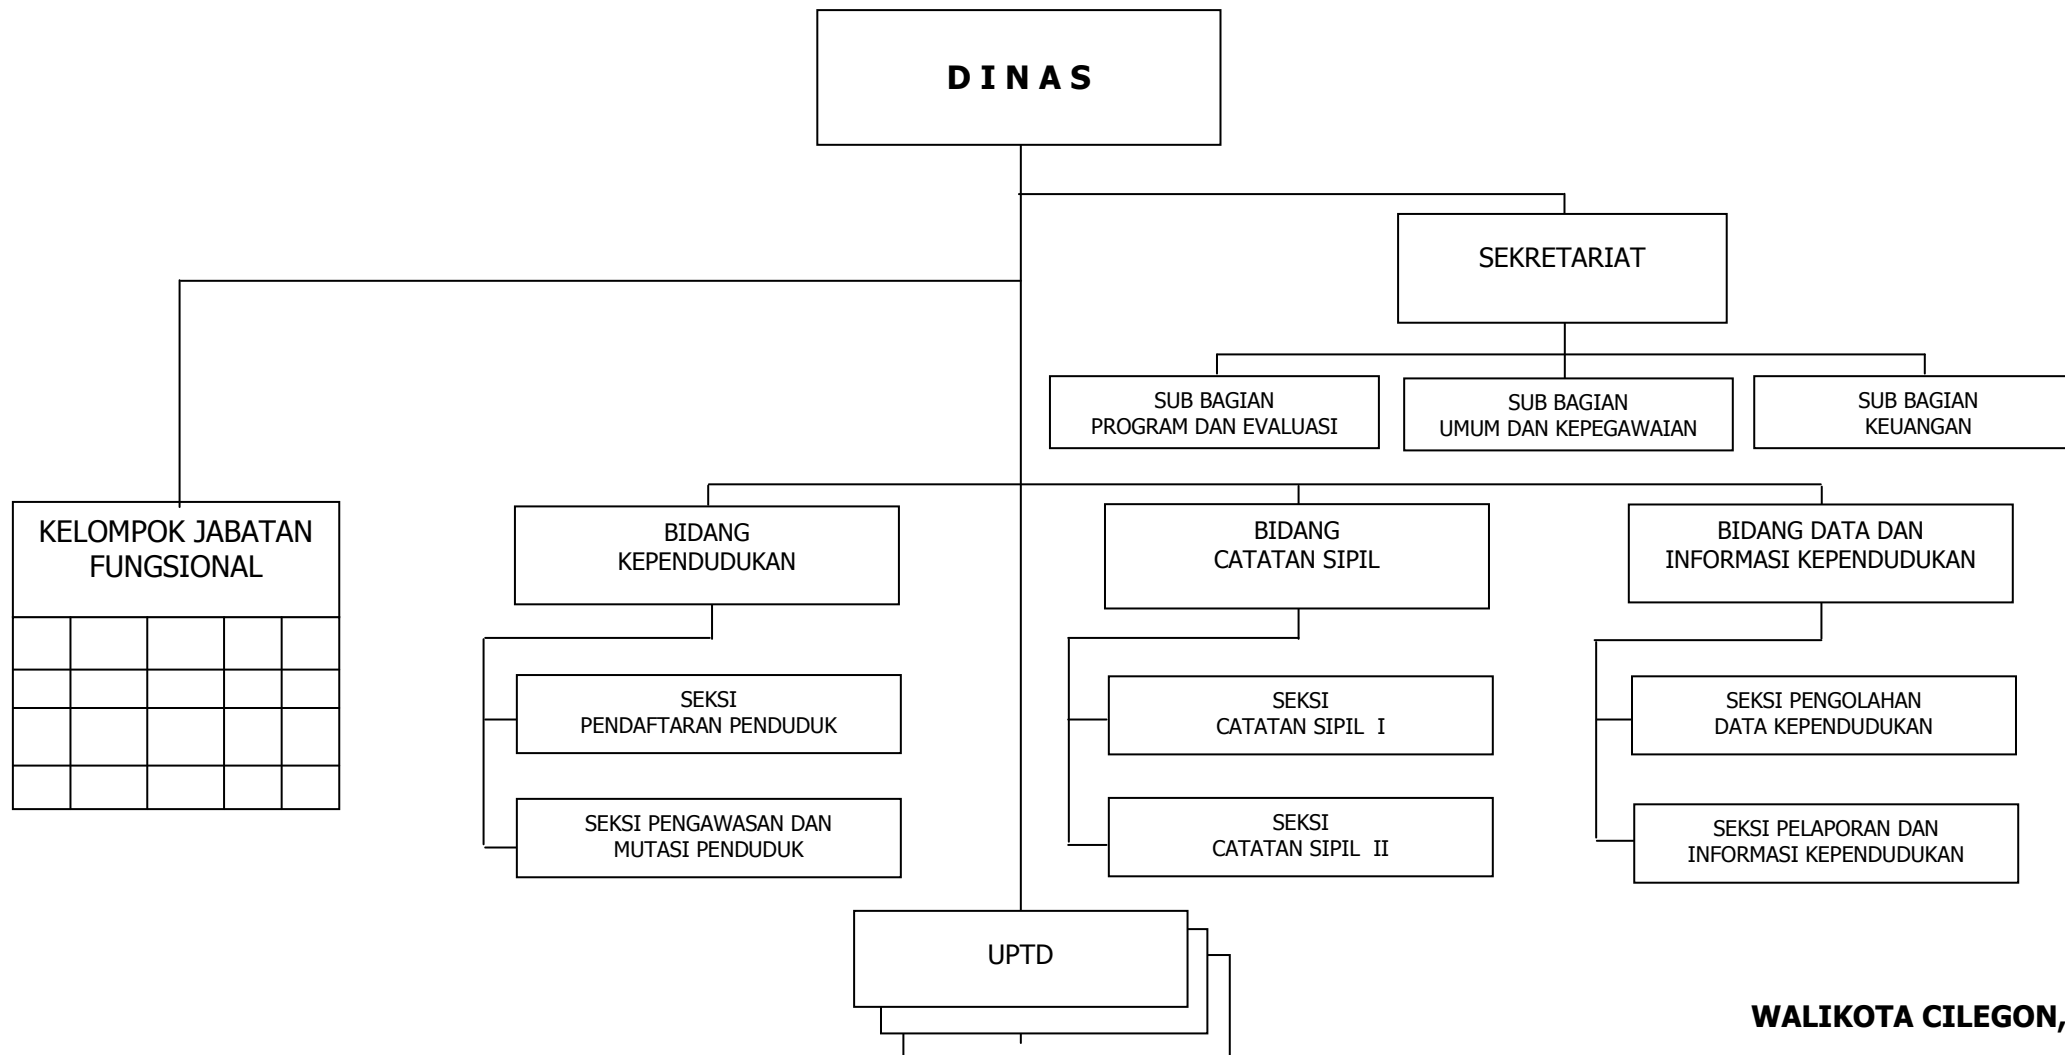 D I N A S
SEKRETARIAT
SUB BAGIAN
PROGRAM DAN EVALUASI
SUB BAGIAN
UMUM DAN KEPEGAWAIAN
SUB BAGIAN
KEUANGAN
KELOMPOK JABATAN
FUNGSIONAL
BIDANG
KEPENDUDUKAN
BIDANG
CATATAN SIPIL
BIDANG DATA DAN
INFORMASI KEPENDUDUKAN
SEKSI
PENDAFTARAN PENDUDUK
SEKSI
CATATAN SIPIL I
SEKSI PENGOLAHAN
DATA KEPENDUDUKAN
SEKSI PENGAWASAN DAN
MUTASI PENDUDUK
SEKSI
CATATAN SIPIL II
SEKSI PELAPORAN DAN
INFORMASI KEPENDUDUKAN
UPTD
WALIKOTA CILEGON,